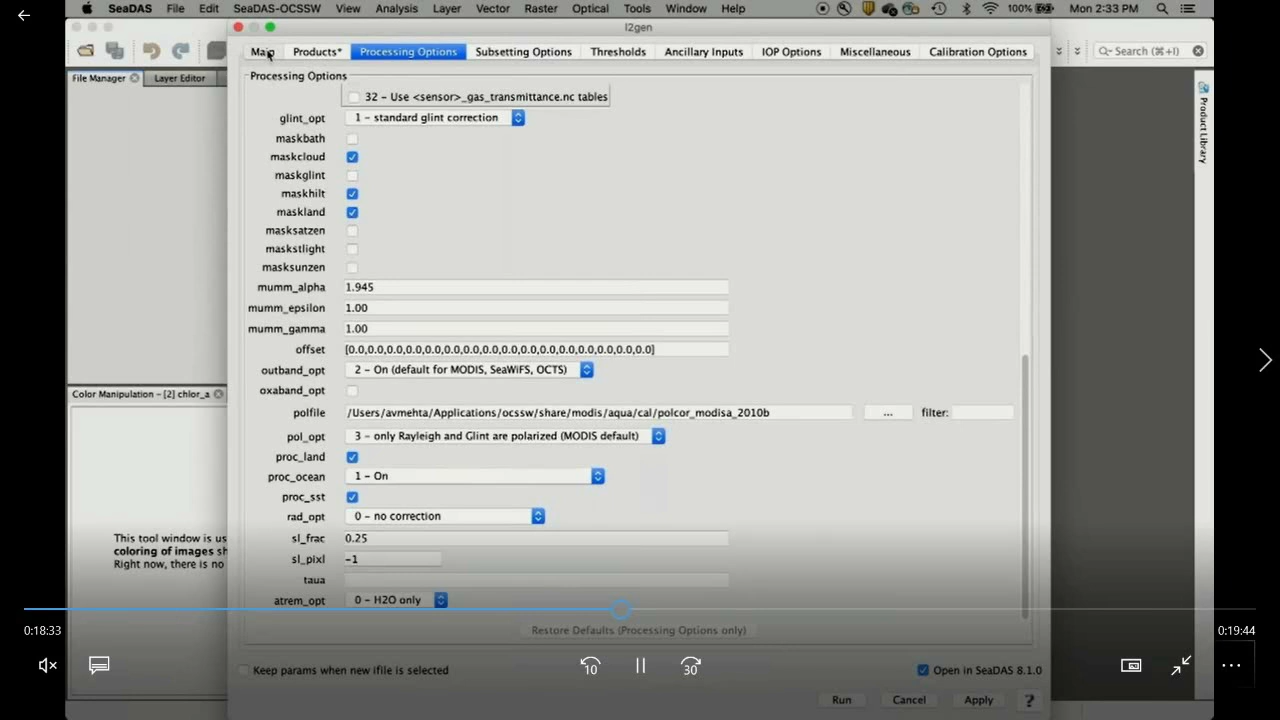 SeaDAS File Edit SeaDAS-OCSSW View Analysis Layer Vector Raster Optical Tools Window Help 100% Mon 2:33 PM
l2gen
Main Products* Processing Options Subsetting Options Thresholds Ancillary Inputs IOP Options Miscellaneous Calibration Options
Search (⌘+I)
File Manager Layer Editor
Processing Options
32 - Use <sensor>_gas_transmittance.nc tables
glint_opt 1 - standard glint correction
maskbath
maskcloud
maskglint
maskhilt
maskland
masksatzen
maskstlight
masksunzen
mumm_alpha 1.945
mumm_epsilon 1.00
mumm_gamma 1.00
offset [0.0,0.0,0.0,0.0,0.0,0.0,0.0,0.0,0.0,0.0,0.0,0.0,0.0,0.0,0.0,0.0]
outband_opt 2 - On (default for MODIS, SeaWiFS, OCTS)
oxaband_opt
polfile /Users/avmehta/Applications/ocssw/share/modis/aqua/cal/polcor_modisa_2010b ... filter:
pol_opt 3 - only Rayleigh and Glint are polarized (MODIS default)
proc_land
proc_ocean 1 - On
proc_sst
rad_opt 0 - no correction
sl_frac 0.25
sl_pixl -1
taua
atrem_opt 0 - H2O only
Restore Defaults (Processing Options only)
Keep params when new ifile is selected Open in SeaDAS 8.1.0
Run Cancel Apply ?
Product Library
Color Manipulation - [2] chlor_a
This tool window is us
coloring of images sh
Right now, there is no
0:18:33 0:19:44
10 30